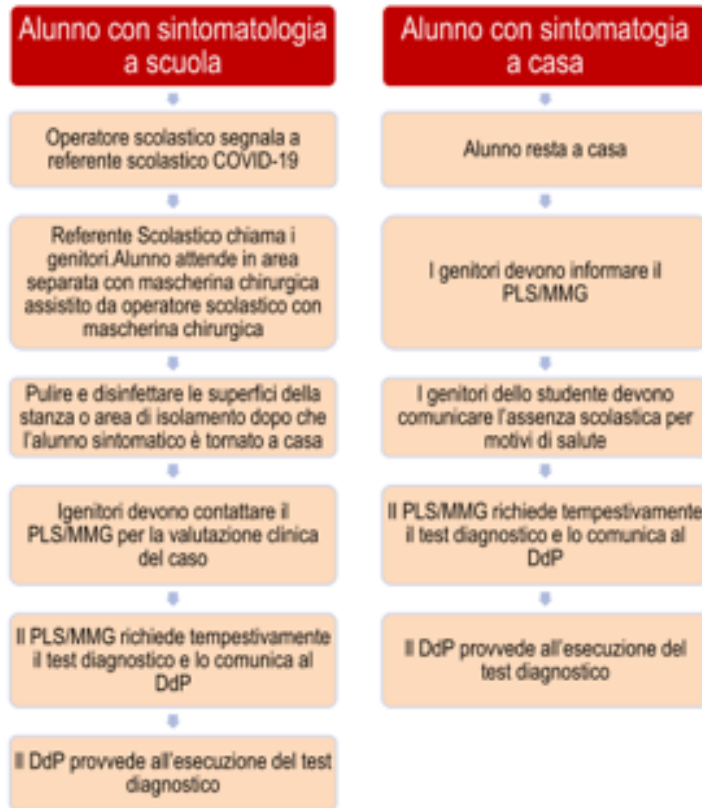 Alunno con sintomatologia
a scuola
Operatore scolastico segnala a
referente scolastico COVID-19
Referente Scolastico chiama i
genitori.Alunno attende in area
separata con mascherina chirurgica
assistito da operatore scolastico con
mascherina chirurgica
Pulire e disinfettare le superfici della
stanza o area di isolamento dopo che
l'alunno sintomatico è tornato a casa
Igenitori devono contattare il
PLS/MMG per la valutazione clinica
del caso
Il PLS/MMG richiede tempestivamente
il test diagnostico e lo comunica al
DdP
Il DdP provvede all'esecuzione del test
diagnostico
Alunno con sintomatogia
a casa
Alunno resta a casa
I genitori devono informare il
PLS/MMG
I genitori dello studente devono
comunicare l'assenza scolastica per
motivi di salute
Il PLS/MMG richiede tempestivamente
il test diagnostico e lo comunica al
DdP
Il DdP provvede all'esecuzione del
test diagnostico